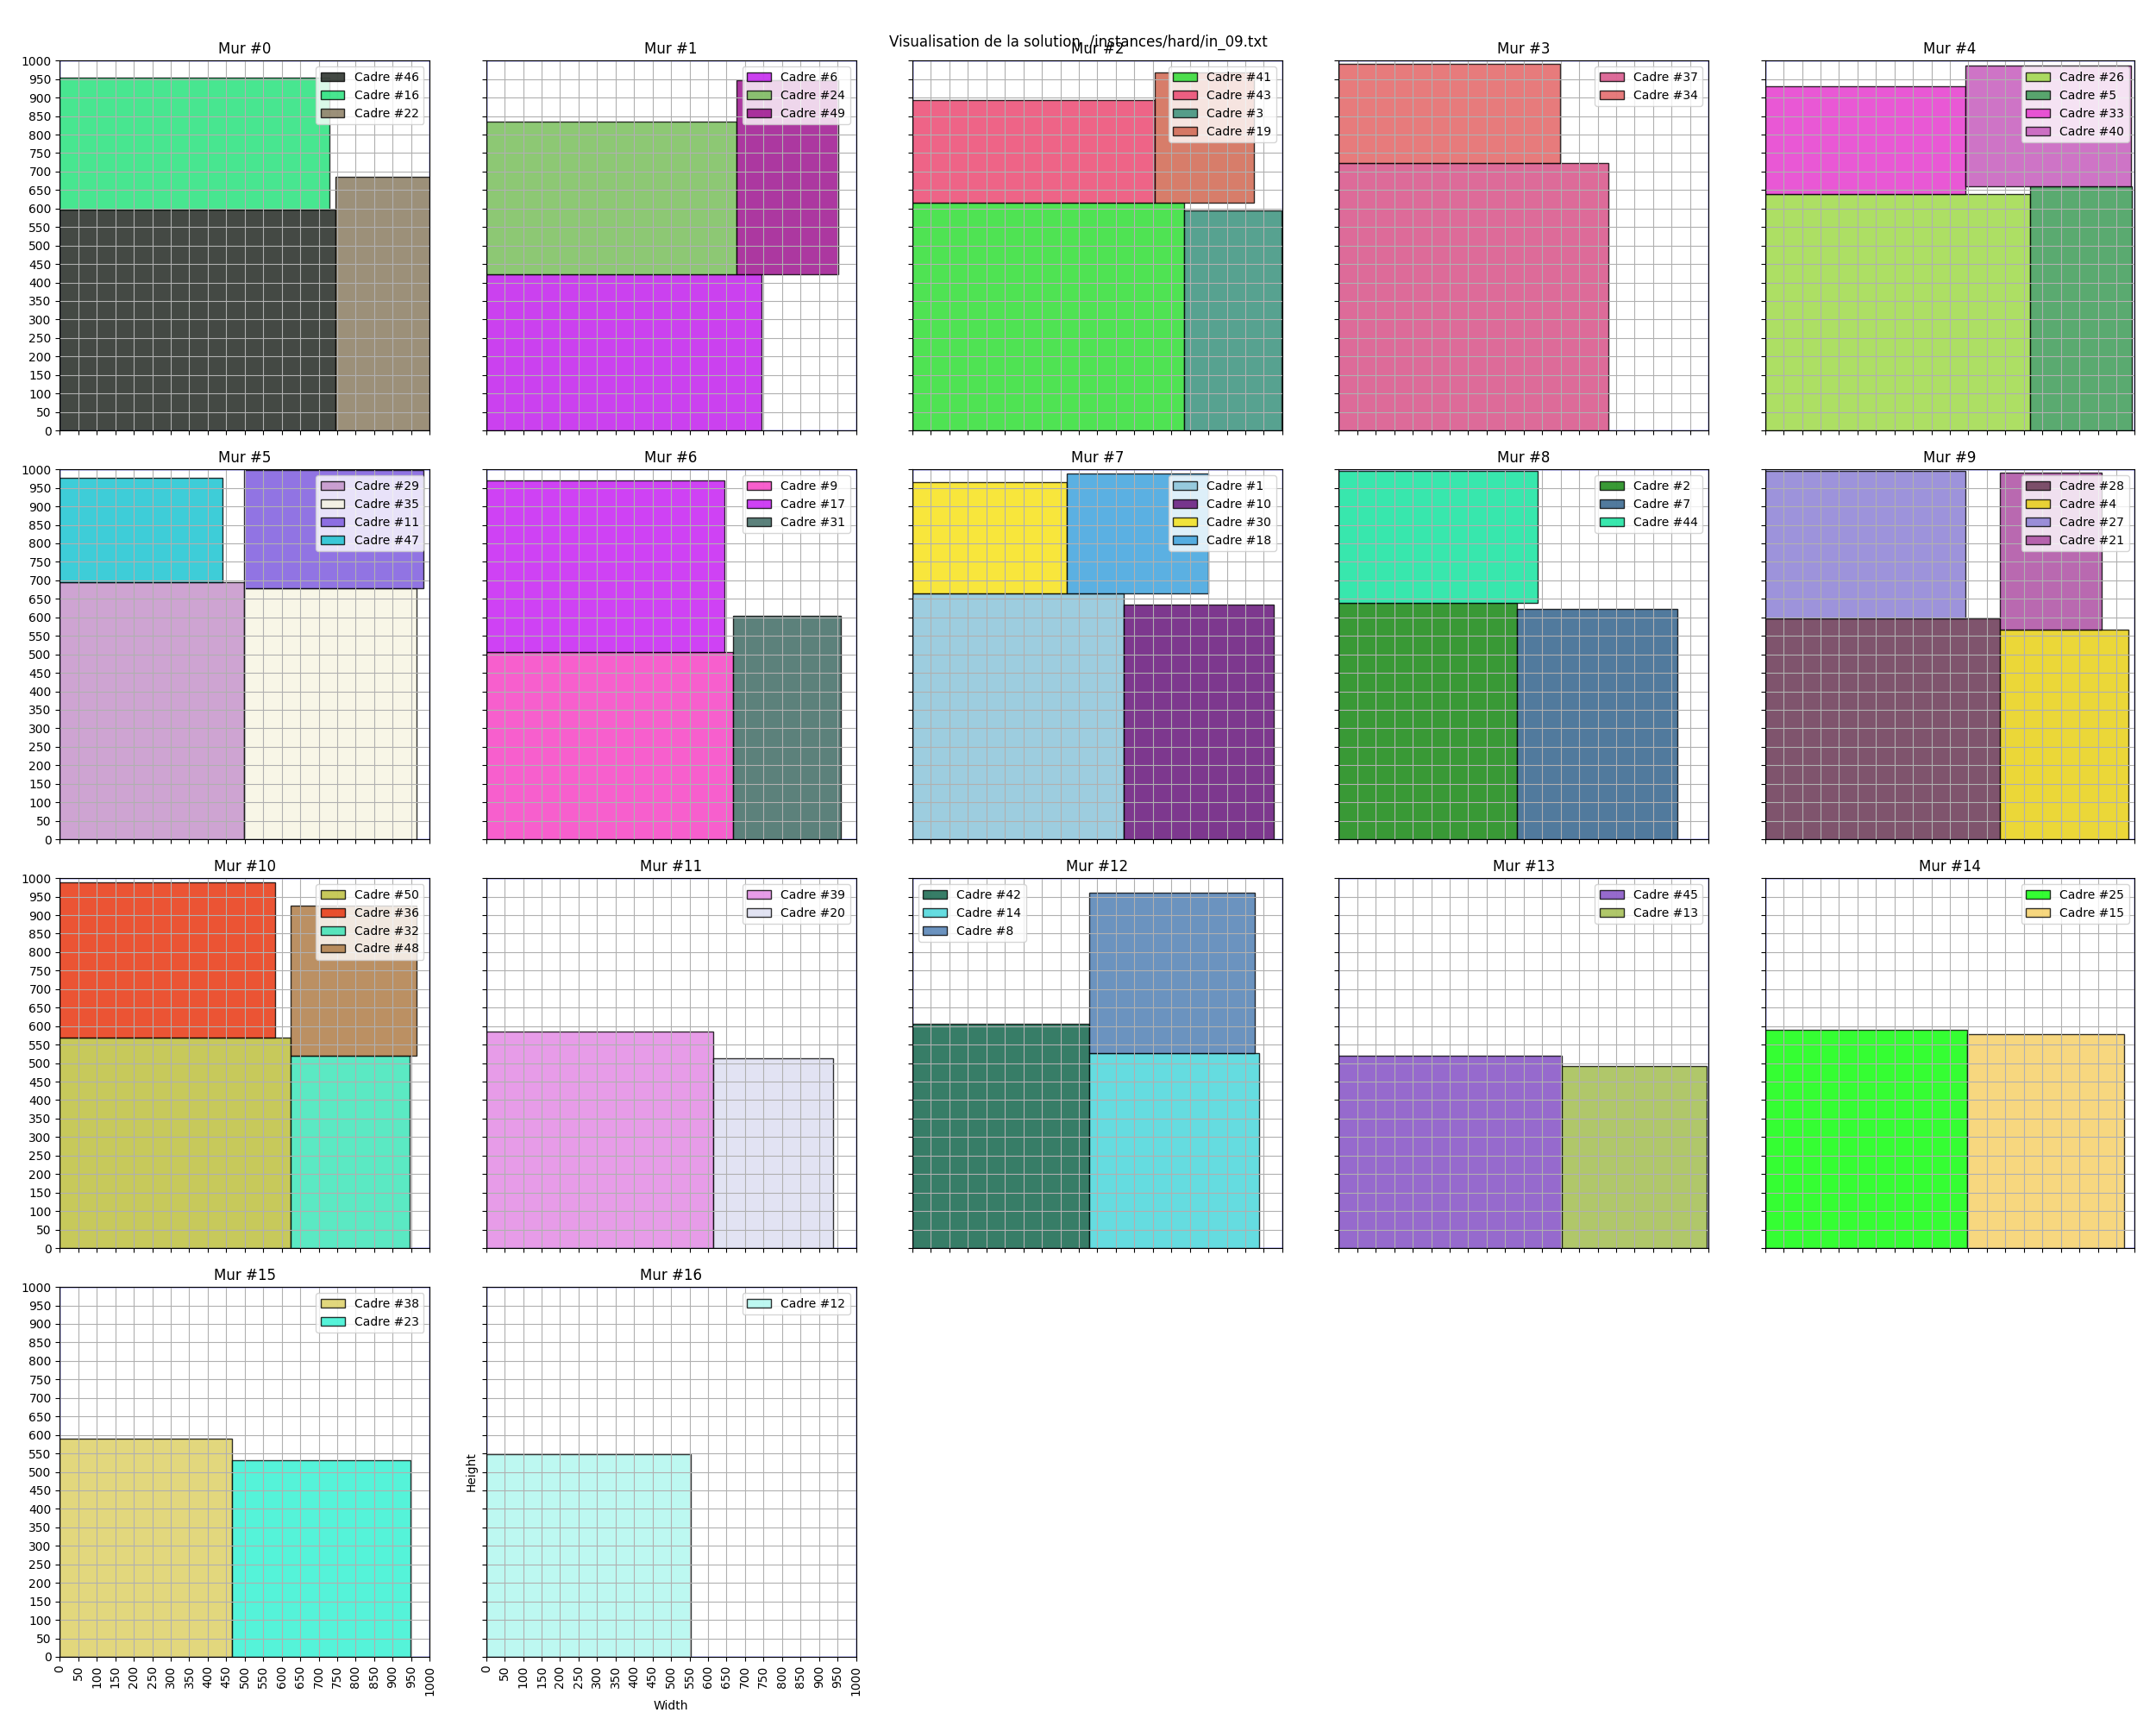 Visualisation de la solution ./instances/hard/in_09.txt
Mur #0
Mur #1
Mur #2
Mur #3
Mur #4
1000
950
900
850
800
750
700
650
600
550
500
450
400
350
300
250
200
150
100
50
0
Cadre #46
Cadre #16
Cadre #22
Cadre #6
Cadre #24
Cadre #49
Cadre #41
Cadre #43
Cadre #3
Cadre #19
Cadre #37
Cadre #34
Cadre #26
Cadre #5
Cadre #33
Cadre #40
Mur #5
Mur #6
Mur #7
Mur #8
Mur #9
1000
950
900
850
800
750
700
650
600
550
500
450
400
350
300
250
200
150
100
50
0
Cadre #29
Cadre #35
Cadre #11
Cadre #47
Cadre #9
Cadre #17
Cadre #31
Cadre #1
Cadre #10
Cadre #30
Cadre #18
Cadre #2
Cadre #7
Cadre #44
Cadre #28
Cadre #4
Cadre #27
Cadre #21
Mur #10
Mur #11
Mur #12
Mur #13
Mur #14
1000
950
900
850
800
750
700
650
600
550
500
450
400
350
300
250
200
150
100
50
0
Cadre #50
Cadre #36
Cadre #32
Cadre #48
Cadre #39
Cadre #20
Cadre #42
Cadre #14
Cadre #8
Cadre #45
Cadre #13
Cadre #25
Cadre #15
Mur #15
Mur #16
1000
950
900
850
800
750
700
650
600
550
500
450
400
350
300
250
200
150
100
50
0
Cadre #38
Cadre #23
Cadre #12
Height
0 50 100 150 200 250 300 350 400 450 500 550 600 650 700 750 800 850 900 950 1000
0 50 100 150 200 250 300 350 400 450 500 550 600 650 700 750 800 850 900 950 1000
Width